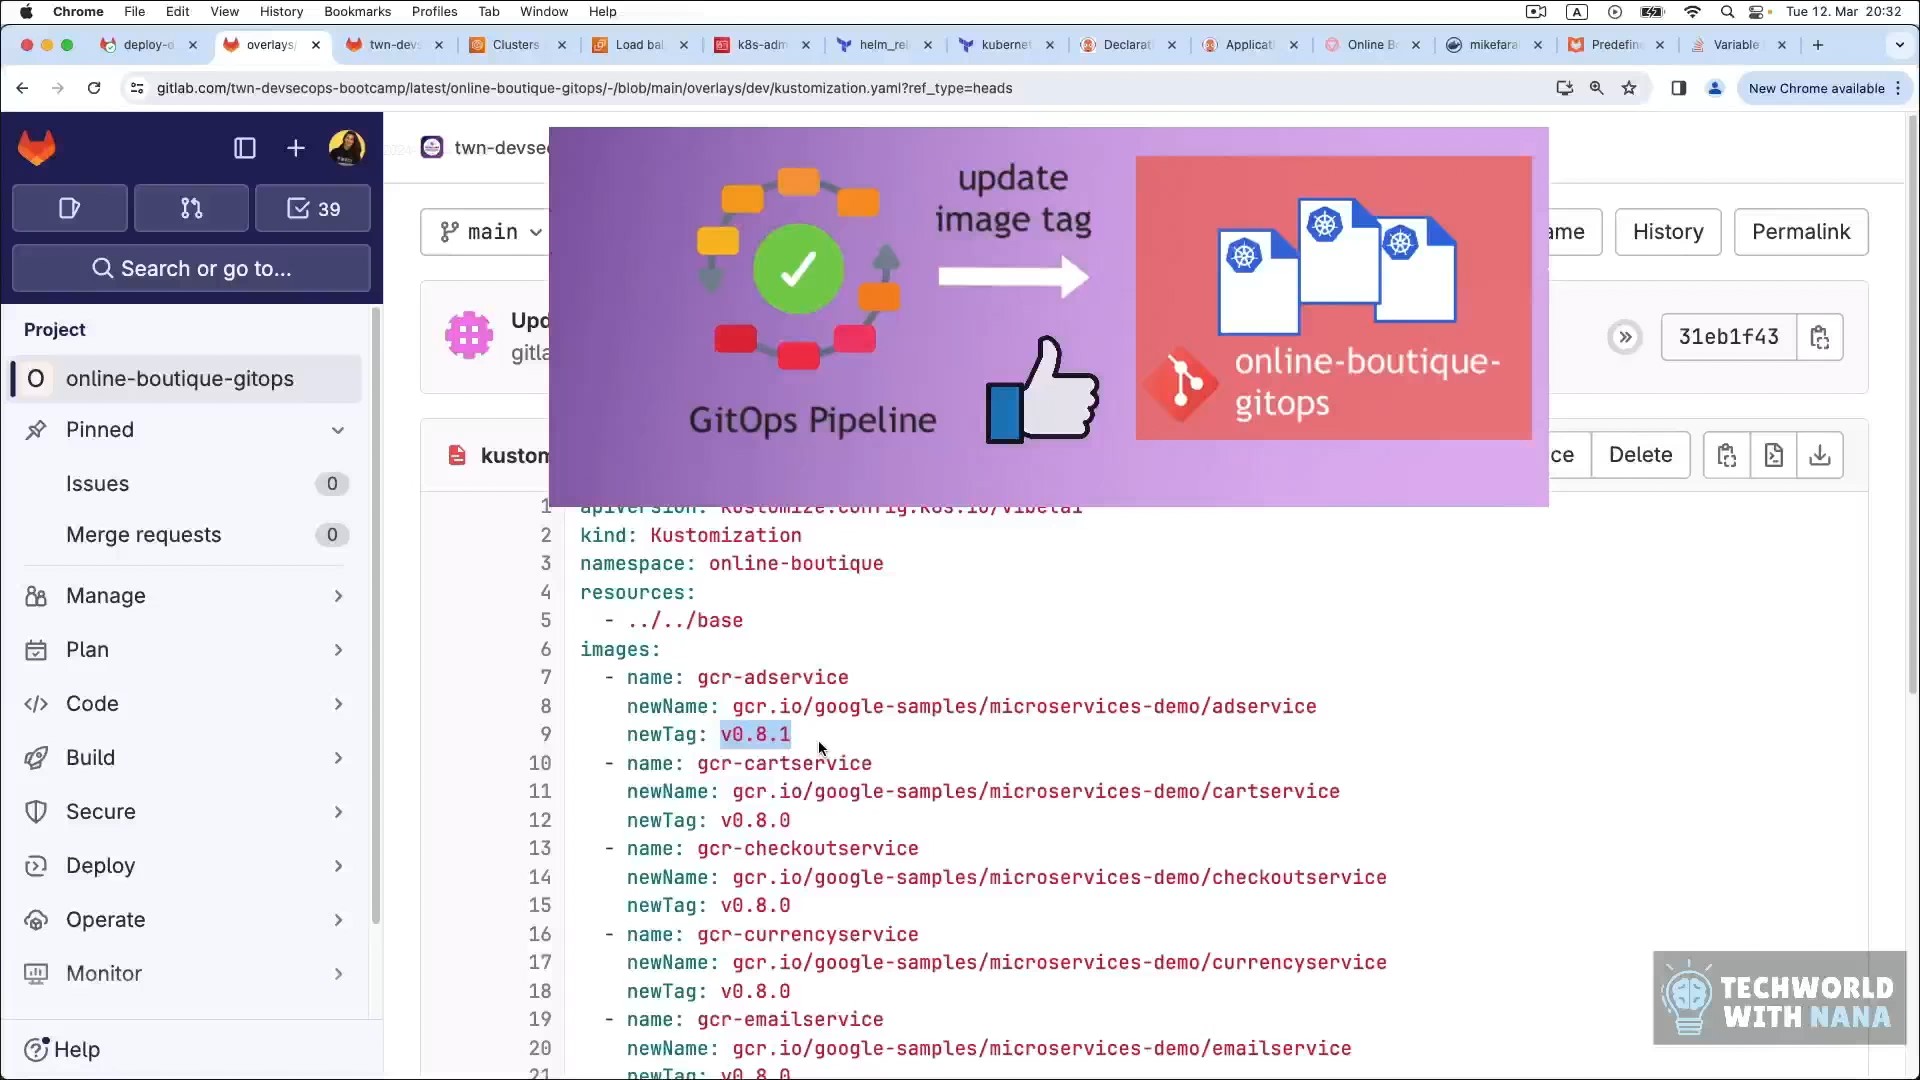 Chrome File Edit View History Bookmarks Profiles Tab Window Help A Tue 12. Mar 20:32
deploy-d overlays/ twn-dev Clusters Load bal k8s-adm helm_rel kubernet Declarati Applicati Online B mikefara Predefine Variable
gitlab.com/twn-devsecops-bootcamp/latest/online-boutique-gitops/-/blob/main/overlays/dev/kustomization.yaml?ref_type=heads New Chrome available
39
Search or go to...
Project
O online-boutique-gitops
Pinned
Issues 0
Merge requests 0
Manage
Plan
Code
Build
Secure
Deploy
Operate
Monitor
Help
twn-devse
main
History
Permalink
Upd
gitla
31eb1f43
kustom
Delete
update
image tag
GitOps Pipeline
online-boutique-
gitops
1 apiVersion: kustomize.config.k8s.io/v1beta1
2 kind: Kustomization
3 namespace: online-boutique
4 resources:
5 - ../../base
6 images:
7 - name: gcr-adservice
8 newName: gcr.io/google-samples/microservices-demo/adservice
9 newTag: v0.8.1
10 - name: gcr-cartservice
11 newName: gcr.io/google-samples/microservices-demo/cartservice
12 newTag: v0.8.0
13 - name: gcr-checkoutservice
14 newName: gcr.io/google-samples/microservices-demo/checkoutservice
15 newTag: v0.8.0
16 - name: gcr-currencyservice
17 newName: gcr.io/google-samples/microservices-demo/currencyservice
18 newTag: v0.8.0
19 - name: gcr-emailservice
20 newName: gcr.io/google-samples/microservices-demo/emailservice
21 newTag: v0.8.0
TECHWORLD
WITH NANA